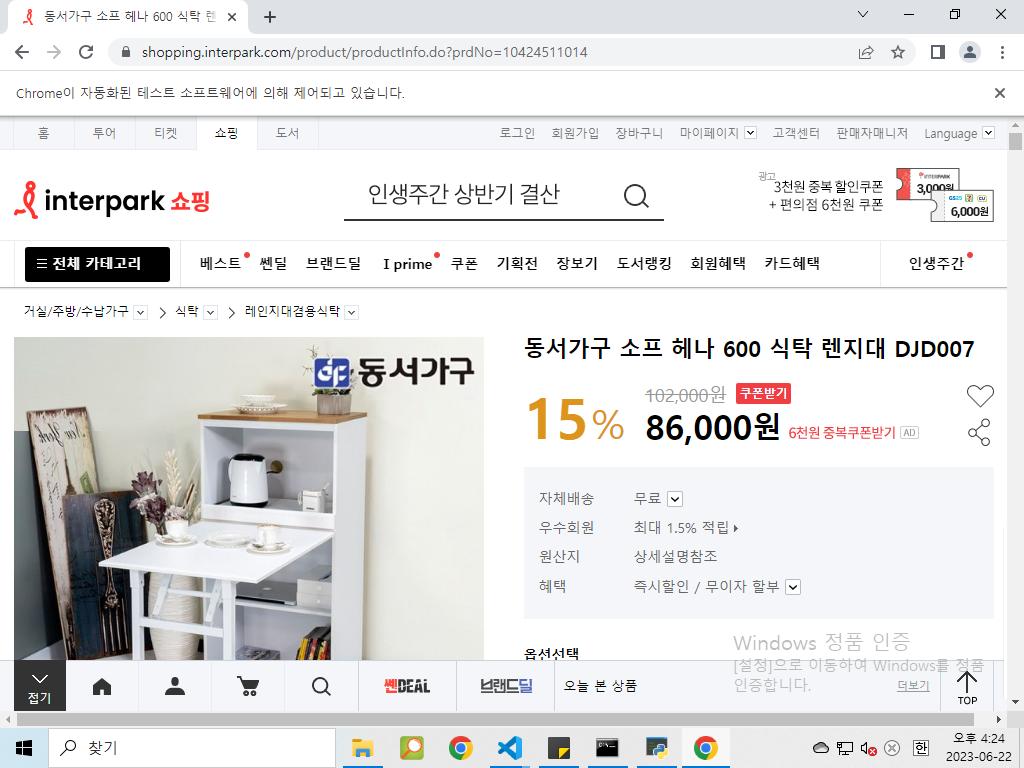 동서가구 소프 헤나 600 식탁 렌
shopping.interpark.com/product/productInfo.do?prdNo=10424511014
Chrome이 자동화된 테스트 소프트웨어에 의해 제어되고 있습니다.
홈 투어 티켓 쇼핑 도서 로그인 회원가입 장바구니 마이페이지 고객센터 판매자매니저 Language
interpark 쇼핑
인생주간 상반기 결산
광고
3천원 중복 할인쿠폰
+ 편의점 6천원 쿠폰
INTERPARK
3,000원
GS25 CU
6,000원
전체 카테고리 베스트 쎈딜 브랜드딜 I prime 쿠폰 기획전 장보기 도서랭킹 회원혜택 카드혜택 인생주간
거실/주방/수납가구 식탁 레인지대겸용식탁
동서가구
New York
동서가구 소프 헤나 600 식탁 렌지대 DJD007
15%
102,000원 쿠폰받기
86,000원 6천원 중복쿠폰받기 AD
자체배송 무료
우수회원 최대 1.5% 적립
원산지 상세설명참조
혜택 즉시할인 / 무이자 할부
옵션선택
Windows 정품 인증
[설정]으로 이동하여 Windows를 정품
인증합니다.
더보기
접기
쎈DEAL
브랜드딜
오늘 본 상품
TOP
찾기
한
오후 4:24
2023-06-22